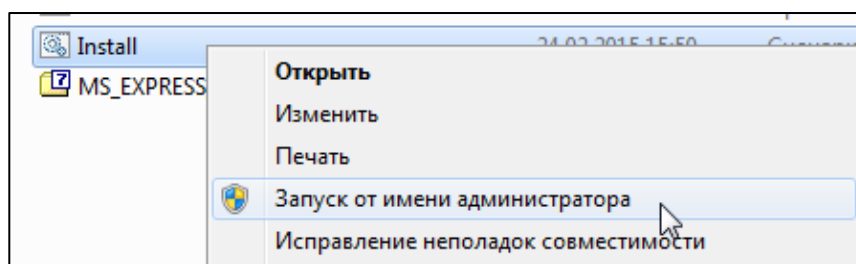 Install
MS_EXPRESS
Открыть
Изменить
Печать
Запуск от имени администратора
Исправление неполадок совместимости